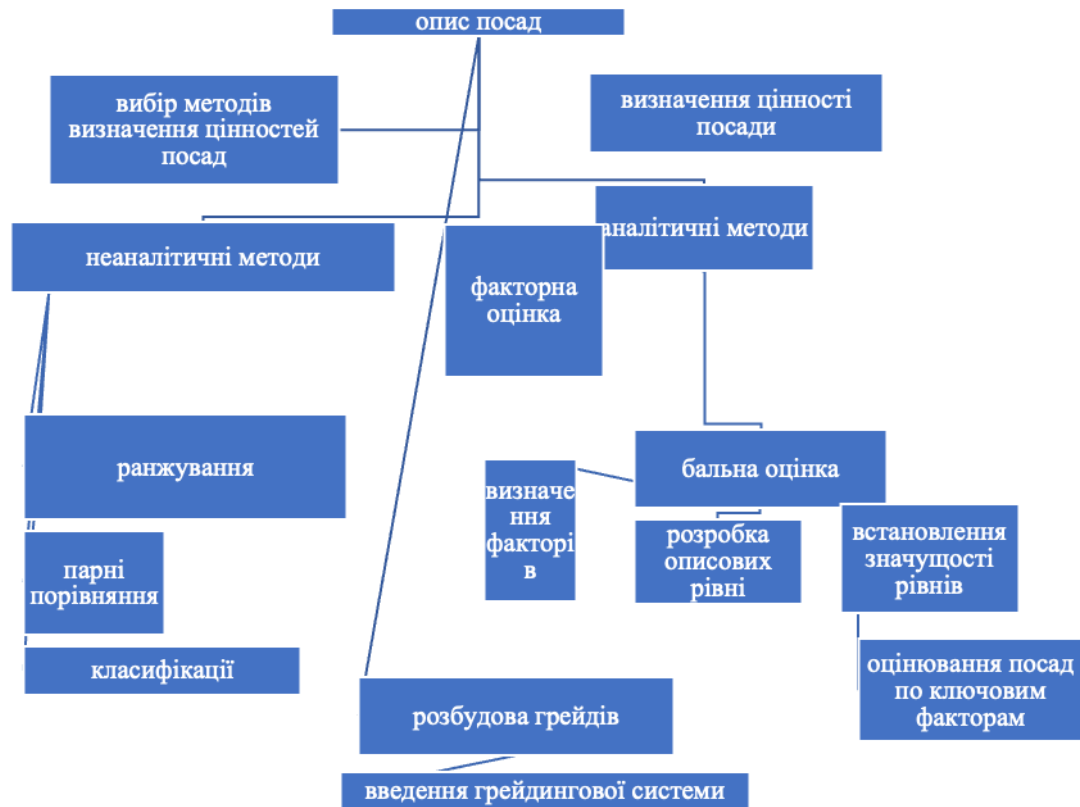 опис посад
вибір методів
визначення цінностей
посад
визначення цінності
посади
неаналітичні методи
аналітичні методи
факторна
оцінка
ранжування
парні
порівняння
класифікації
бальна оцінка
визначе
ння
факторі
в
розробка
описових
рівні
встановлення
значущості
рівнів
оцінювання посад
по ключовим
факторам
розбудова грейдів
введення грейдингової системи